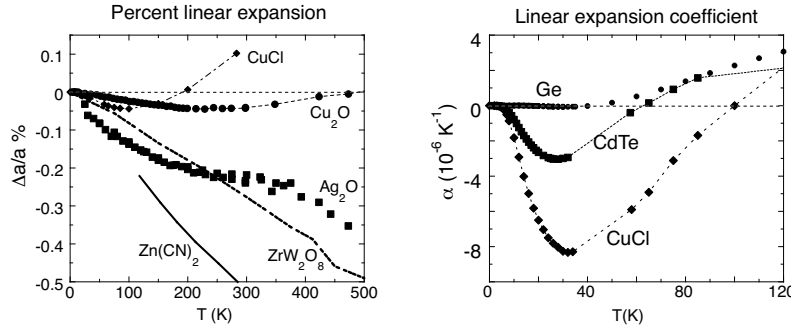 Percent linear expansion
Δa/a %
0.1
0
-0.1
-0.2
-0.3
-0.4
-0.5
CuCl
Cu2O
Ag2O
Zn(CN)2
ZrW2O8
0 100 200 300 400 500
T (K)
Linear expansion coefficient
α (10-6 K-1)
0
-4
-8
Ge
CdTe
CuCl
0 40 80 120
T(K)